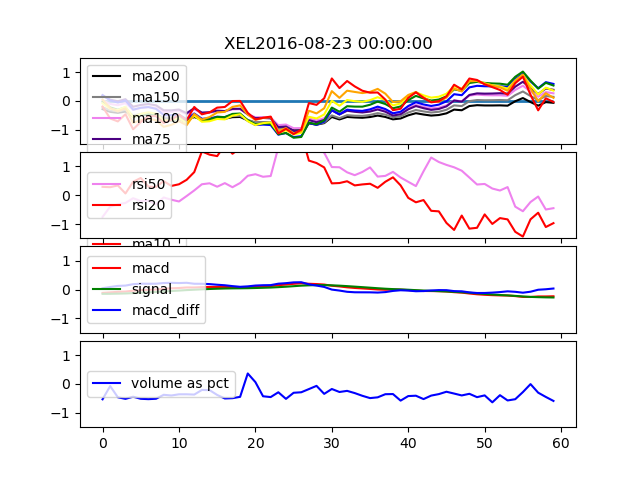 XEL2016-08-23 00:00:00
1
0
−1
ma200
ma150
ma100
ma75
1
0
−1
rsi50
rsi20
ma10
1
0
−1
macd
signal
macd_diff
1
0
−1
volume as pct
0 10 20 30 40 50 60